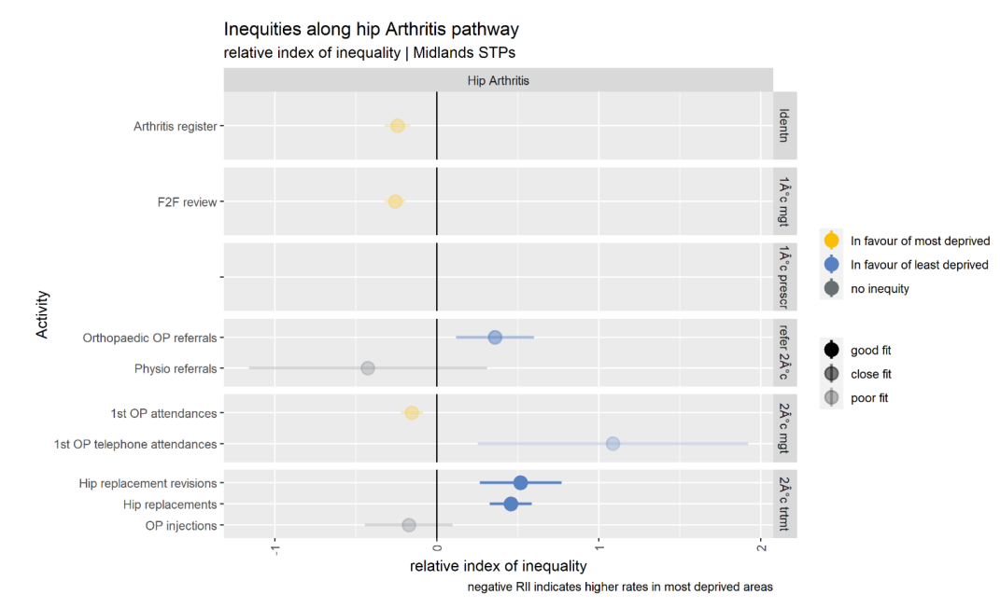 Inequities along hip Arthritis pathway
relative index of inequality | Midlands STPs
Hip Arthritis
Arthritis register
Identn
F2F review
1Â°c mgt
1Â°c prescr
Orthopaedic OP referrals
Physio referrals
refer 2Â°c
1st OP attendances
1st OP telephone attendances
2Â°c mgt
Hip replacement revisions
Hip replacements
OP injections
2Â°c trtmt
Activity
-1
0
1
2
relative index of inequality
negative RII indicates higher rates in most deprived areas
In favour of most deprived
In favour of least deprived
no inequity
good fit
close fit
poor fit